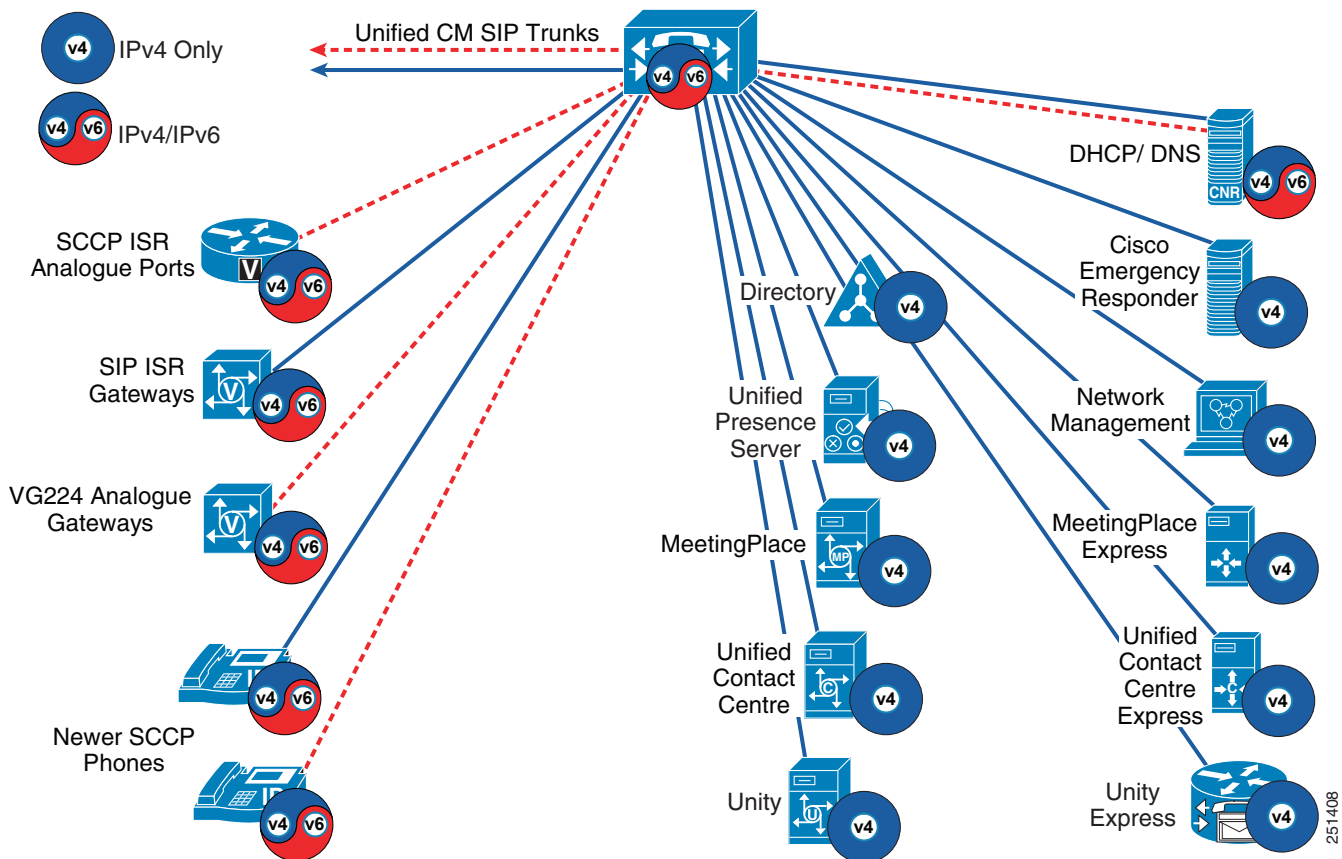 Unified CM SIP Trunks
v4
IPv4 Only
v4 v6
IPv4/IPv6
v4 v6
DHCP/ DNS
CNR
v4 v6
SCCP ISR
Analogue Ports
V
v4 v6
Cisco
Emergency
Responder
v4
Directory
v4
SIP ISR
Gateways
V
v4 v6
Unified
Presence
Server
v4
Network
Management
v4
VG224 Analogue
Gateways
V
v4 v6
MeetingPlace
MP
v4
MeetingPlace
Express
v4
v4 v6
Unified
Contact
Centre
C
v4
Unified
Contact
Centre
Express
C
v4
Newer SCCP
Phones
v4 v6
Unity
U
v4
Unity
Express
v4
251408